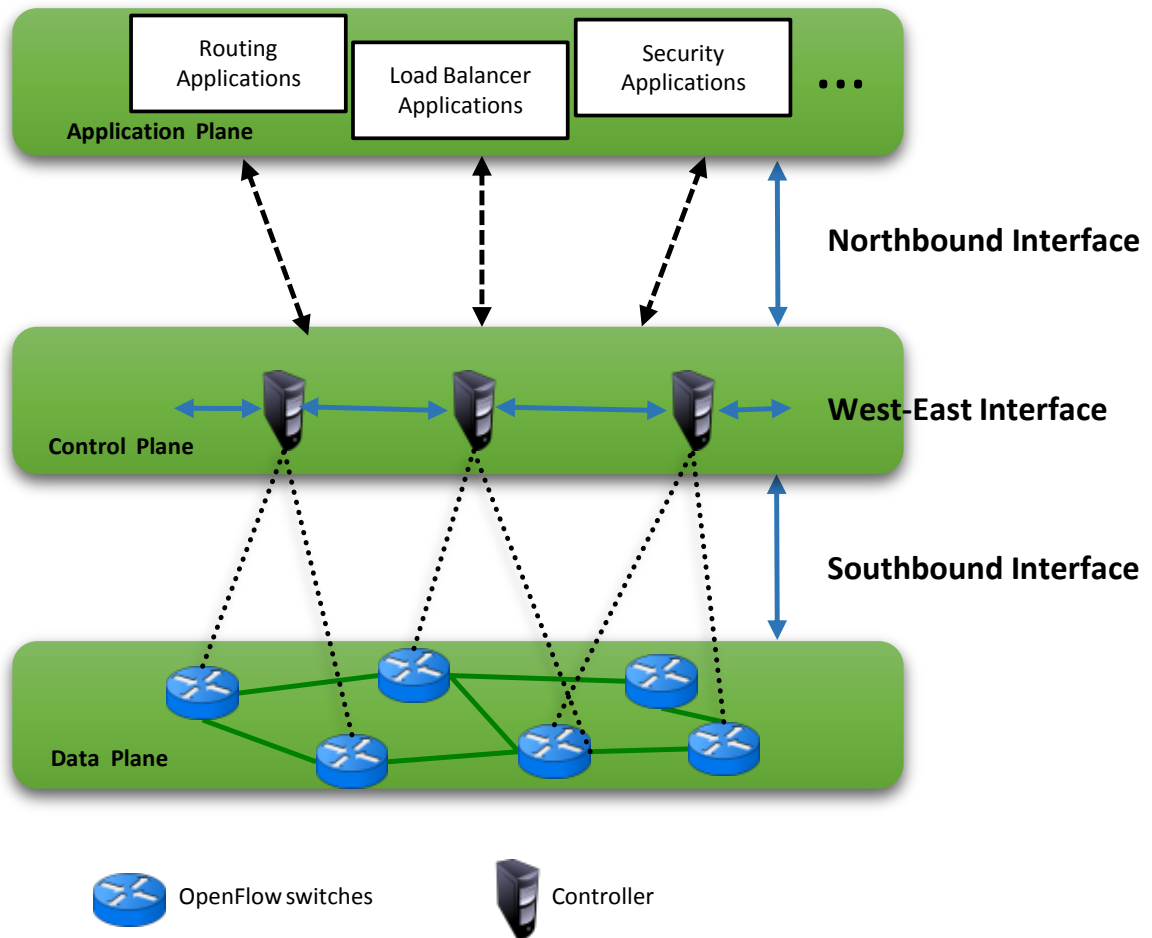 Routing
Applications
Load Balancer
Applications
Security
Applications
...
Application Plane
Northbound Interface
West-East Interface
Control Plane
Southbound Interface
Data Plane
OpenFlow switches
Controller